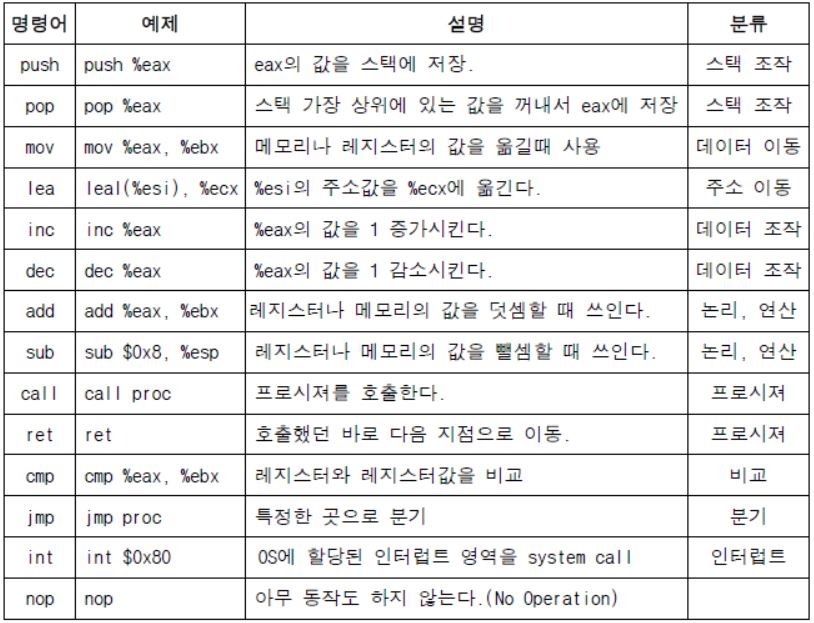 명령어 예제 설명 분류
push push %eax eax의 값을 스택에 저장. 스택 조작
pop pop %eax 스택 가장 상위에 있는 값을 꺼내서 eax에 저장 스택 조작
mov mov %eax, %ebx 메모리나 레지스터의 값을 옮길때 사용 데이터 이동
lea leal(%esi), %ecx %esi의 주소값을 %ecx에 옮긴다. 주소 이동
inc inc %eax %eax의 값을 1 증가시킨다. 데이터 조작
dec dec %eax %eax의 값을 1 감소시킨다. 데이터 조작
add add %eax, %ebx 레지스터나 메모리의 값을 덧셈할 때 쓰인다. 논리, 연산
sub sub $0x8, %esp 레지스터나 메모리의 값을 뺄셈할 때 쓰인다. 논리, 연산
call call proc 프로시져를 호출한다. 프로시져
ret ret 호출했던 바로 다음 지점으로 이동. 프로시져
cmp cmp %eax, %ebx 레지스터와 레지스터값을 비교 비교
jmp jmp proc 특정한 곳으로 분기 분기
int int $0x80 OS에 할당된 인터럽트 영역을 system call 인터럽트
nop nop 아무 동작도 하지 않는다.(No Operation)